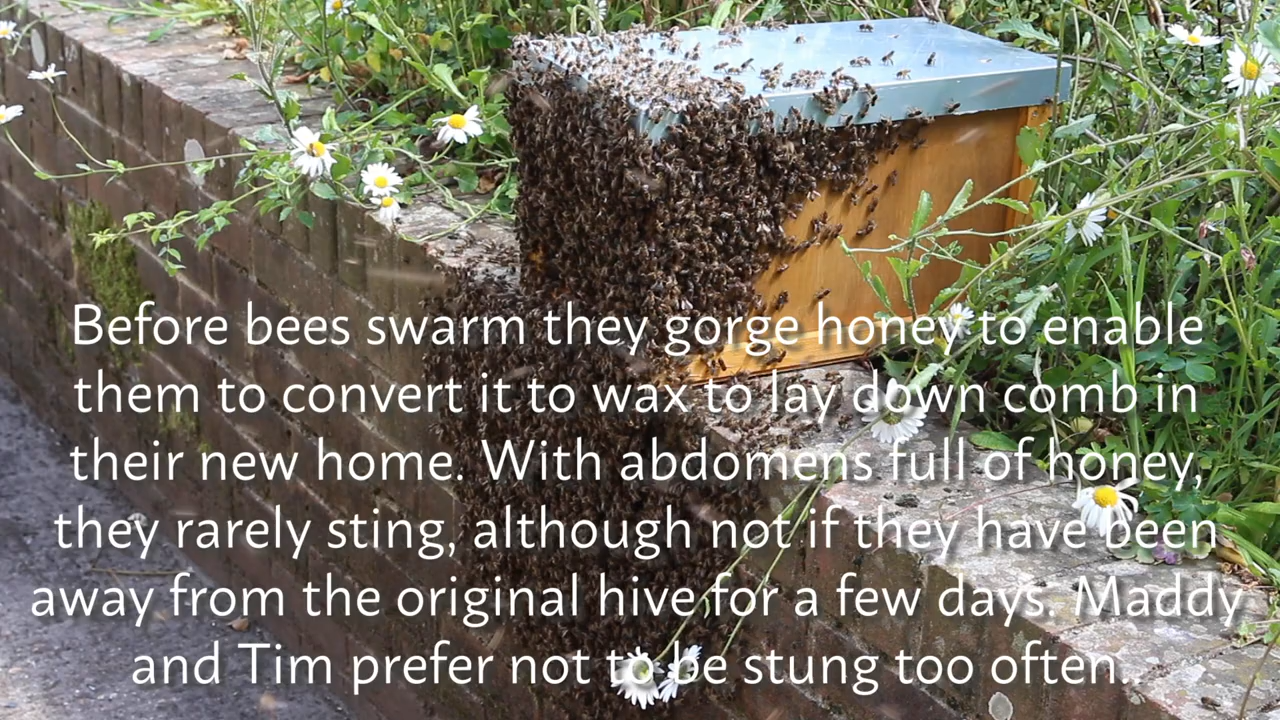 Before bees swarm they gorge honey to enable
them to convert it to wax to lay down comb in
their new home. With abdomens full of honey,
they rarely sting, although not if they have been
away from the original hive for a few days. Maddy
and Tim prefer not to be stung too often..